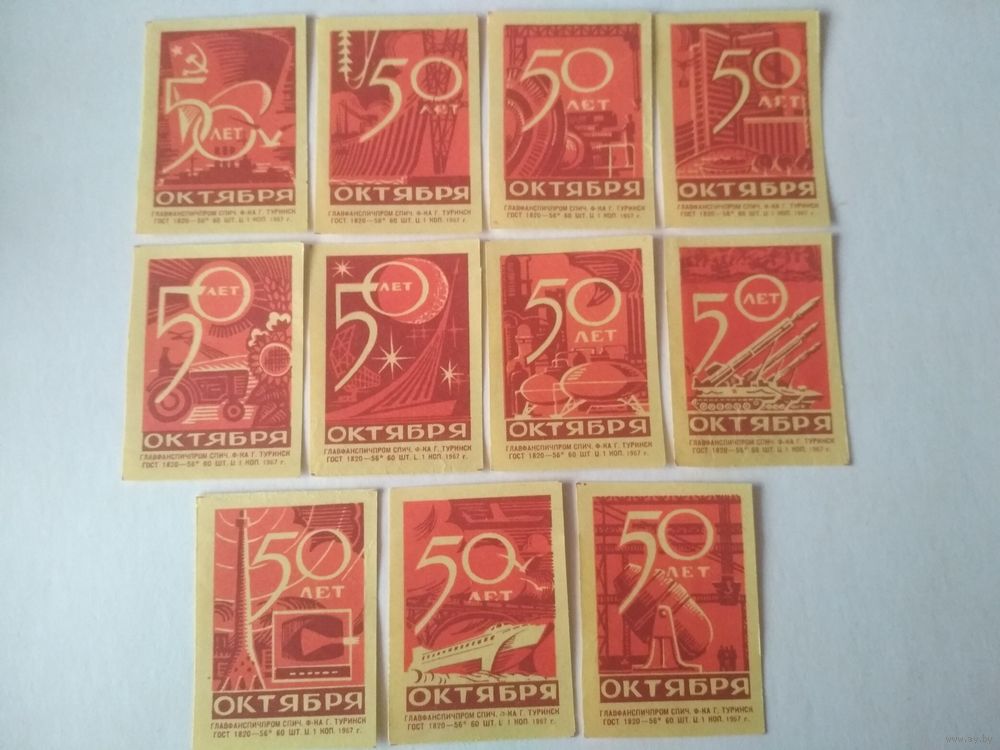 50
ЛЕТ
ОКТЯБРЯ
ГЛАВФАНСПИЧПРОМ СПИЧ. Ф-КА Г. ТУРИНСК
ГОСТ 1820—56* 60 ШТ. Ц. 1 КОП. 1967 г.
50
ЛЕТ
ОКТЯБРЯ
ГЛАВФАНСПИЧПРОМ СПИЧ. Ф-КА Г. ТУРИНСК
ГОСТ 1820—56* 60 ШТ. Ц. 1 КОП. 1967 г.
50
ЛЕТ
ОКТЯБРЯ
ГЛАВФАНСПИЧПРОМ СПИЧ. Ф-КА Г. ТУРИНСК
ГОСТ 1820—56* 60 ШТ. Ц. 1 КОП. 1967 г.
50
ЛЕТ
ОКТЯБРЯ
ГЛАВФАНСПИЧПРОМ СПИЧ. Ф-КА Г. ТУРИНСК
ГОСТ 1820—56* 60 ШТ. Ц. 1 КОП. 1967 г.
50
ЛЕТ
ОКТЯБРЯ
ГЛАВФАНСПИЧПРОМ СПИЧ. Ф-КА Г. ТУРИНСК
ГОСТ 1820—56* 60 ШТ. Ц. 1 КОП. 1967 г.
50
ЛЕТ
ОКТЯБРЯ
ГЛАВФАНСПИЧПРОМ СПИЧ. Ф-КА Г. ТУРИНСК
ГОСТ 1820—56* 60 ШТ. Ц. 1 КОП. 1967 г.
50
ЛЕТ
ОКТЯБРЯ
ГЛАВФАНСПИЧПРОМ СПИЧ. Ф-КА Г. ТУРИНСК
ГОСТ 1820—56* 60 ШТ. Ц. 1 КОП. 1967 г.
50
ЛЕТ
ОКТЯБРЯ
ГЛАВФАНСПИЧПРОМ СПИЧ. Ф-КА Г. ТУРИНСК
ГОСТ 1820—56* 60 ШТ. Ц. 1 КОП. 1967 г.
50
ЛЕТ
ОКТЯБРЯ
ГЛАВФАНСПИЧПРОМ СПИЧ. Ф-КА Г. ТУРИНСК
ГОСТ 1820—56* 60 ШТ. Ц. 1 КОП. 1967 г.
50
ЛЕТ
ОКТЯБРЯ
ГЛАВФАНСПИЧПРОМ СПИЧ. Ф-КА Г. ТУРИНСК
ГОСТ 1820—56* 60 ШТ. Ц. 1 КОП. 1967 г.
50
ЛЕТ
ОКТЯБРЯ
ГЛАВФАНСПИЧПРОМ СПИЧ. Ф-КА Г. ТУРИНСК
ГОСТ 1820—56* 60 ШТ. Ц. 1 КОП. 1967 г.
www.ay.by